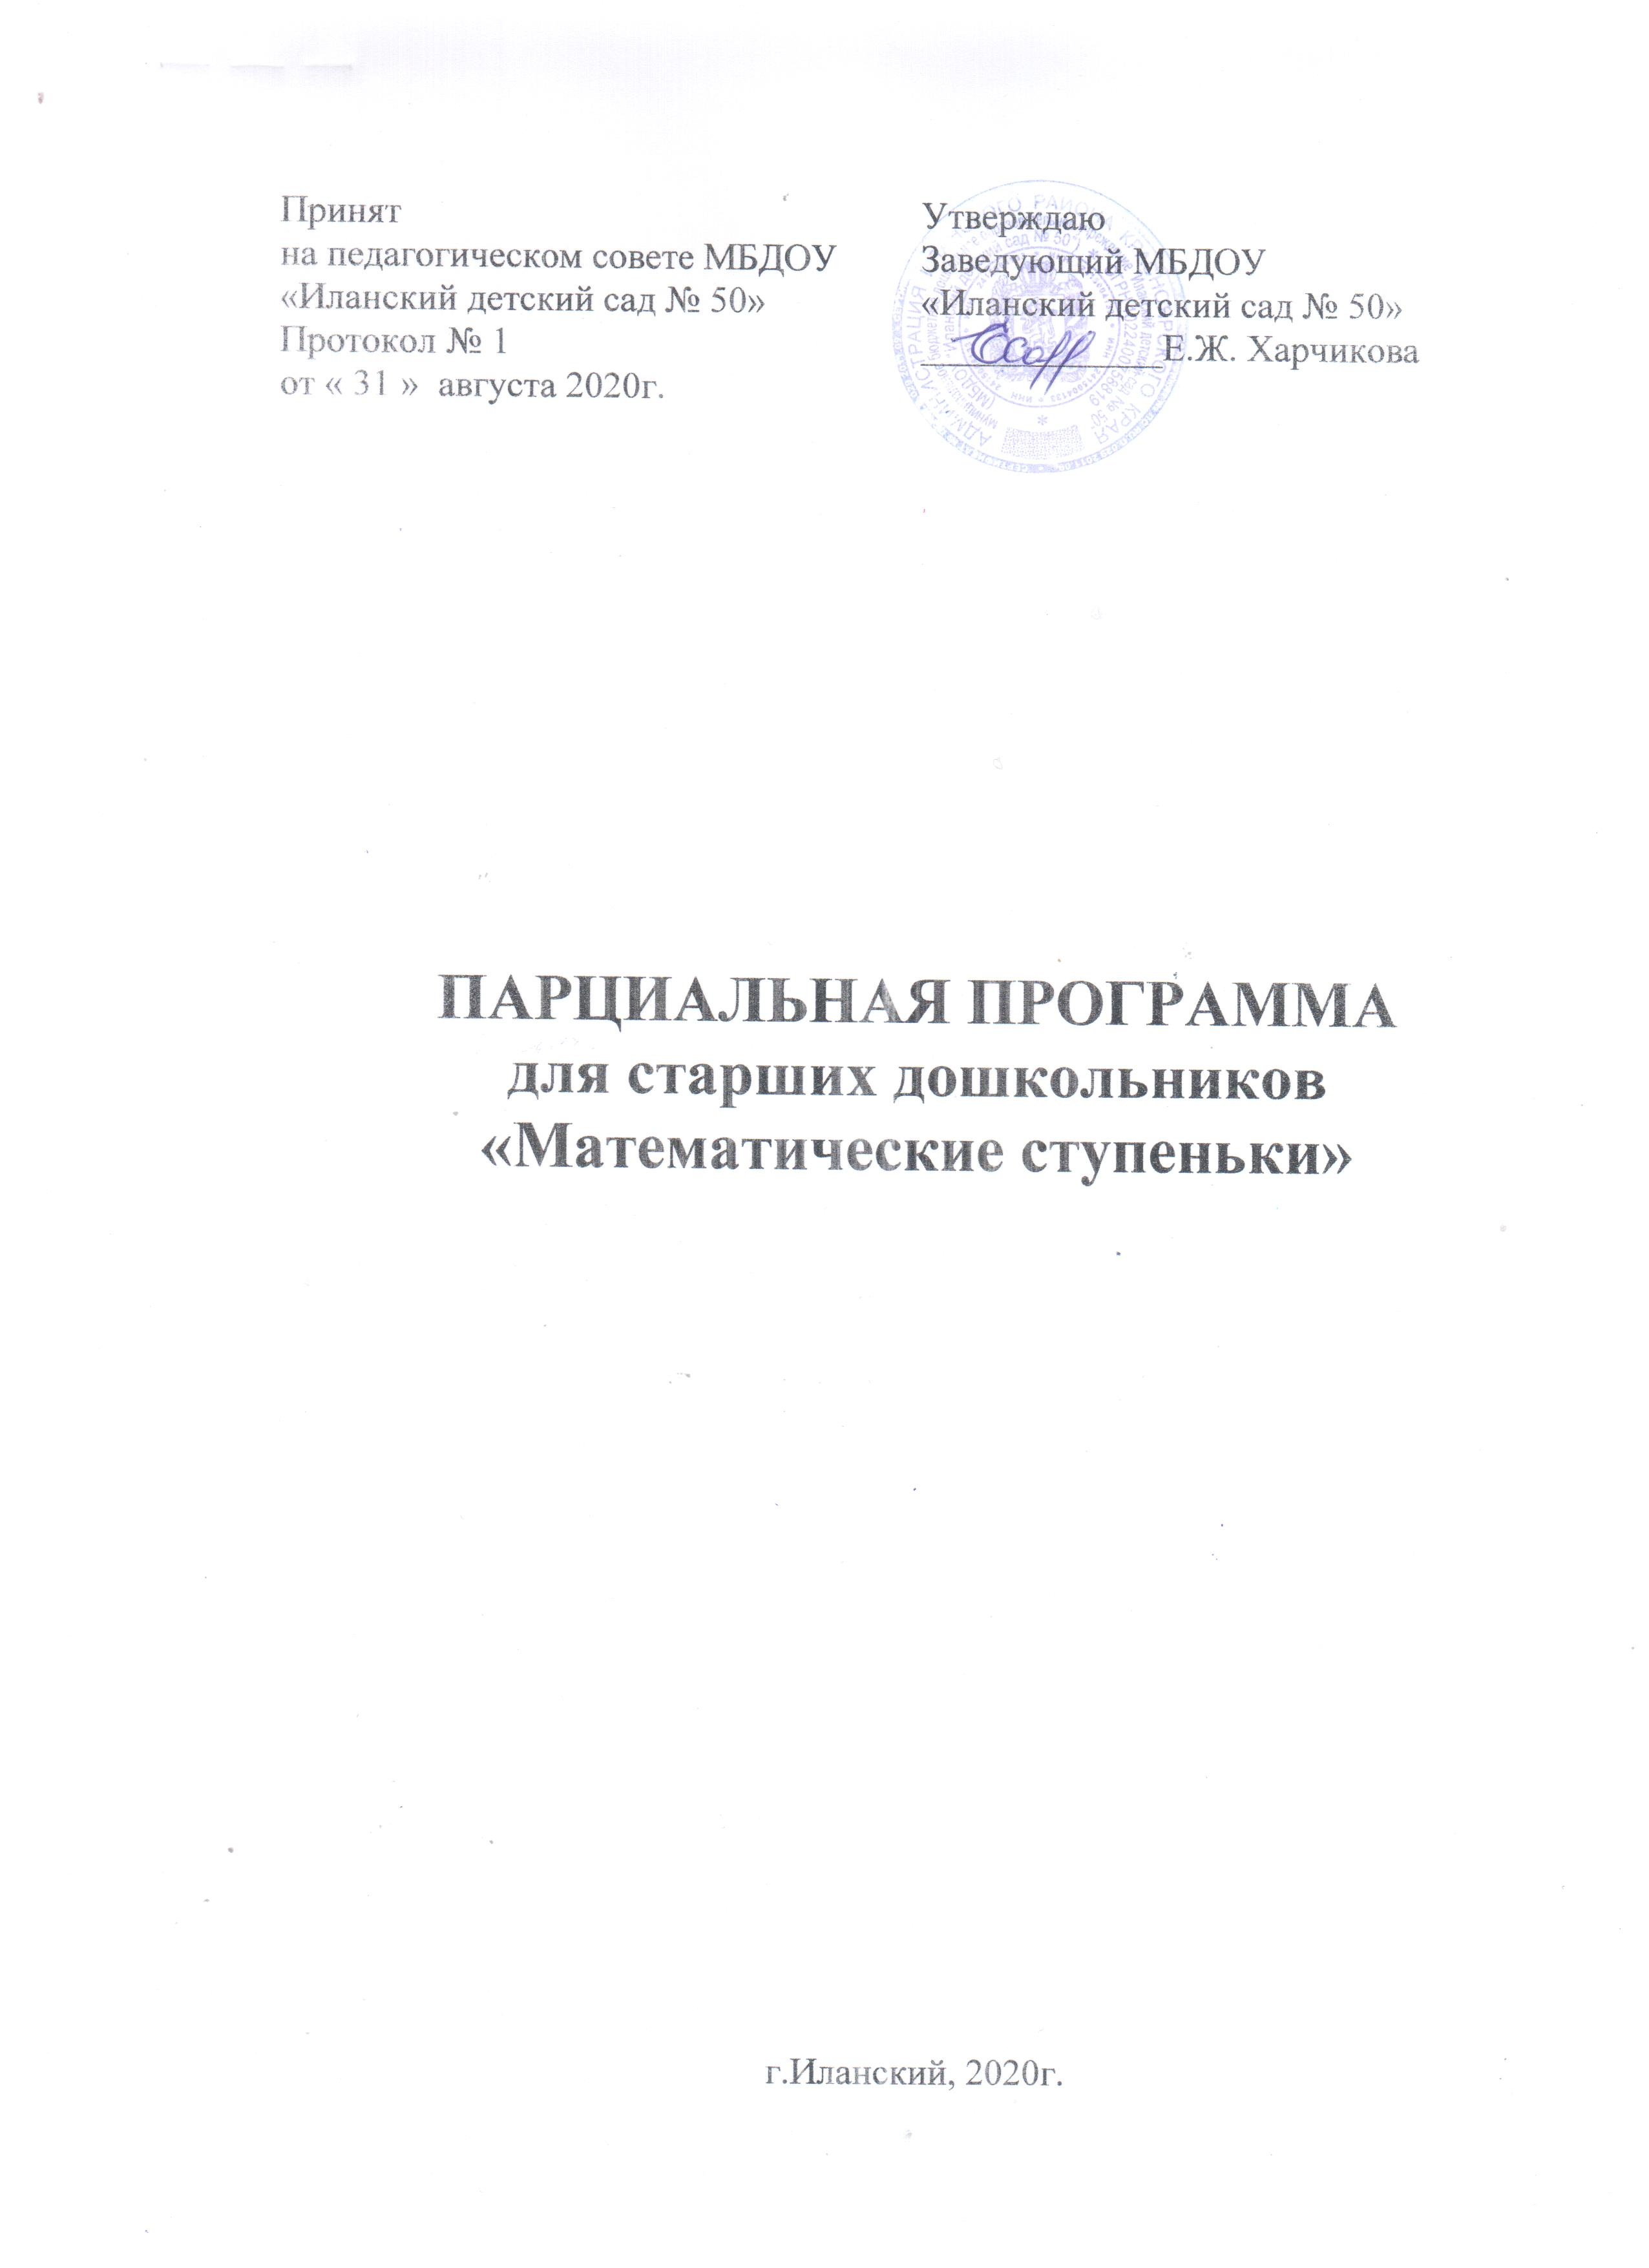 Принят
на педагогическом совете МБДОУ
«Иланский детский сад № 50»
Протокол № 1
от « 31 »  августа 2020г.
Утверждаю
Заведующий МБДОУ
«Иланский детский сад № 50»
Е.Ж. Харчикова
ПАРЦИАЛЬНАЯ ПРОГРАММА
для старших дошкольников
«Математические ступеньки»
г.Иланский, 2020г.